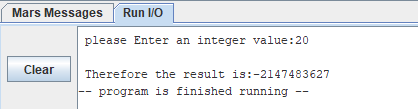 Mars Messages Run I/O
please Enter an integer value:20
Clear
Therefore the result is:-2147483627
-- program is finished running --